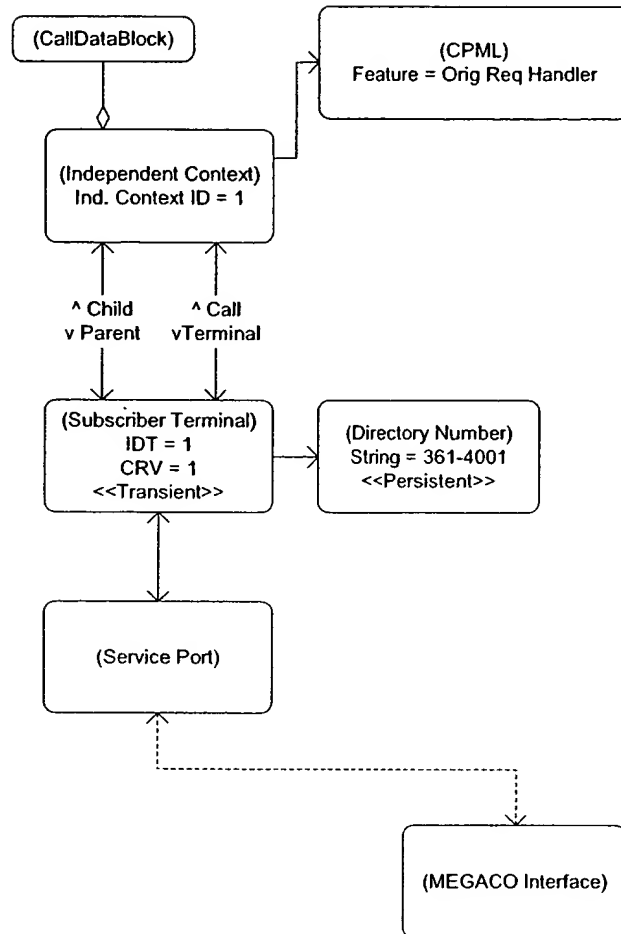 (CallDataBlock)
(CPML)
Feature = Orig Req Handler
(Independent Context)
Ind. Context ID = 1
^ Child
v Parent
^ Call
vTerminal
(Subscriber Terminal)
IDT = 1
CRV = 1
<<Transient>>
(Directory Number)
String = 361-4001
<<Persistent>>
(Service Port)
(MEGACO Interface)